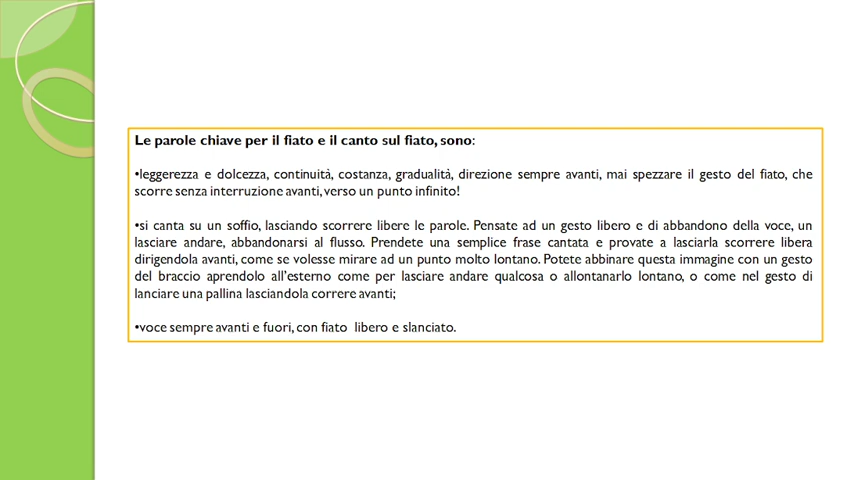 Le parole chiave per il fiato e il canto sul fiato, sono:
•leggerezza e dolcezza, continuità, costanza, gradualità, direzione sempre avanti, mai spezzare il gesto del fiato, che
scorre senza interruzione avanti, verso un punto infinito!
•si canta su un soffio, lasciando scorrere libere le parole. Pensate ad un gesto libero e di abbandono della voce, un
lasciare andare, abbandonarsi al flusso. Prendete una semplice frase cantata e provate a lasciarla scorrere libera
dirigendola avanti, come se volesse mirare ad un punto molto lontano. Potete abbinare questa immagine con un gesto
del braccio aprendolo all’esterno come per lasciare andare qualcosa o allontanarlo lontano, o come nel gesto di
lanciare una pallina lasciandola correre avanti;
•voce sempre avanti e fuori, con fiato libero e slanciato.